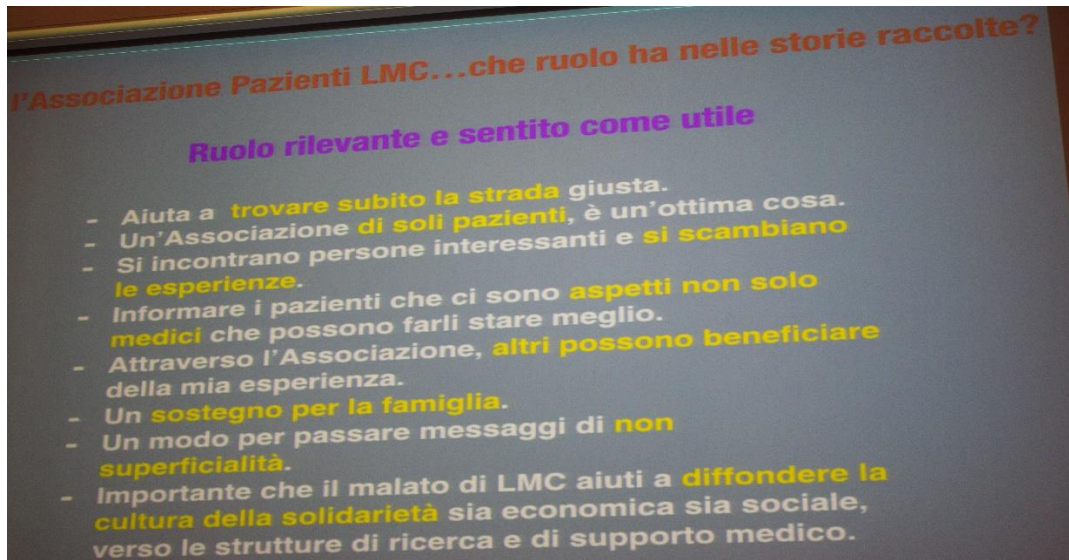 l'Associazione Pazienti LMC...che ruolo ha nelle storie raccolte?
Ruolo rilevante e sentito come utile
- Aiuta a trovare subito la strada giusta.
- Un'Associazione di soli pazienti, è un'ottima cosa.
- Si incontrano persone interessanti e si scambiano
le esperienze.
- Informare i pazienti che ci sono aspetti non solo
medici che possono farli stare meglio.
- Attraverso l'Associazione, altri possono beneficiare
della mia esperienza.
- Un sostegno per la famiglia.
- Un modo per passare messaggi di non
superficialità.
- Importante che il malato di LMC aiuti a diffondere la
cultura della solidarietà sia economica sia sociale,
verso le strutture di ricerca e di supporto medico.